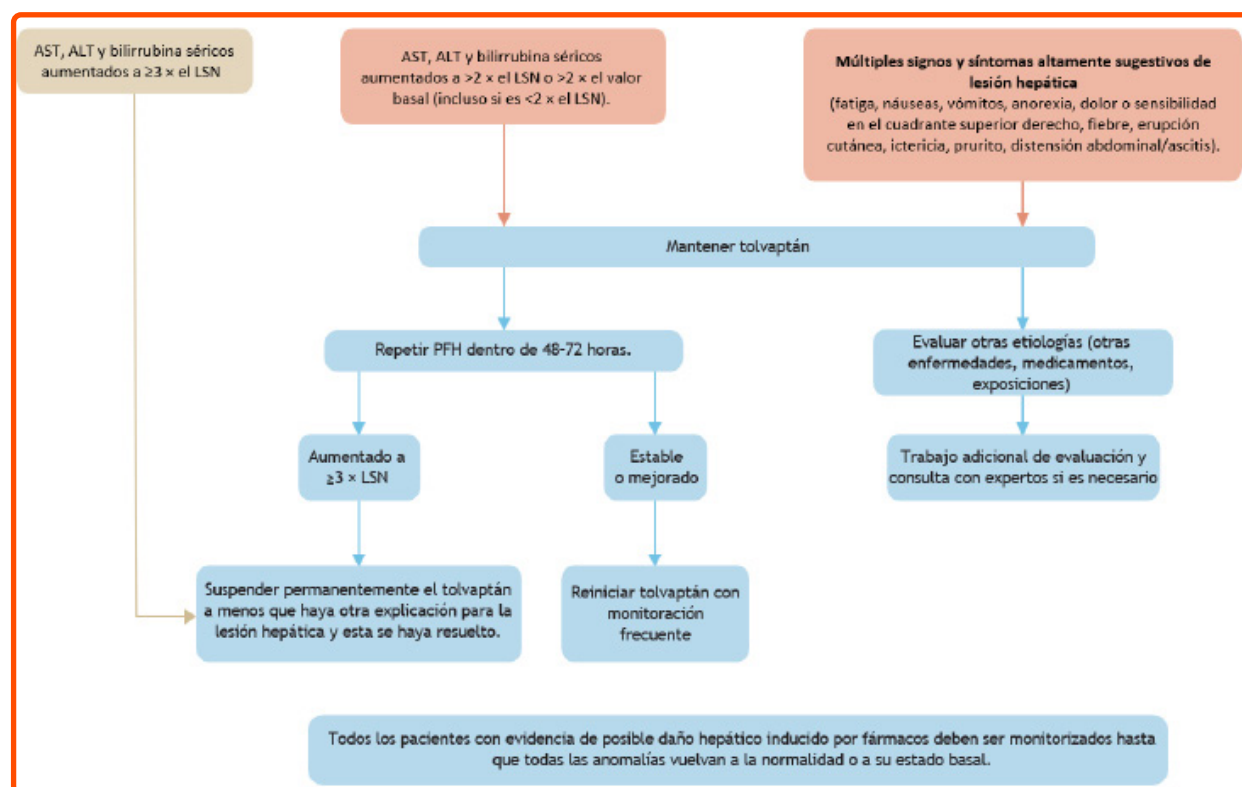 AST, ALT y bilirrubina séricos
aumentados a ≥3 × el LSN
AST, ALT y bilirrubina séricos
aumentados a >2 × el LSN o >2 × el valor
basal (incluso si es <2 × el LSN).
Múltiples signos y síntomas altamente sugestivos de
lesión hepática
(fatiga, náuseas, vómitos, anorexia, dolor o sensibilidad
en el cuadrante superior derecho, fiebre, erupción
cutánea, ictericia, prurito, distensión abdominal/ascitis).
Mantener tolvaptán
Repetir PFH dentro de 48-72 horas.
Evaluar otras etiologías (otras
enfermedades, medicamentos,
exposiciones)
Aumentado a
≥3 × LSN
Estable
o mejorado
Trabajo adicional de evaluación y
consulta con expertos si es necesario
Suspender permanentemente el tolvaptán
a menos que haya otra explicación para la
lesión hepática y esta se haya resuelto.
Reiniciar tolvaptán con
monitoración
frecuente
Todos los pacientes con evidencia de posible daño hepático inducido por fármacos deben ser monitorizados hasta
que todas las anomalías vuelvan a la normalidad o a su estado basal.